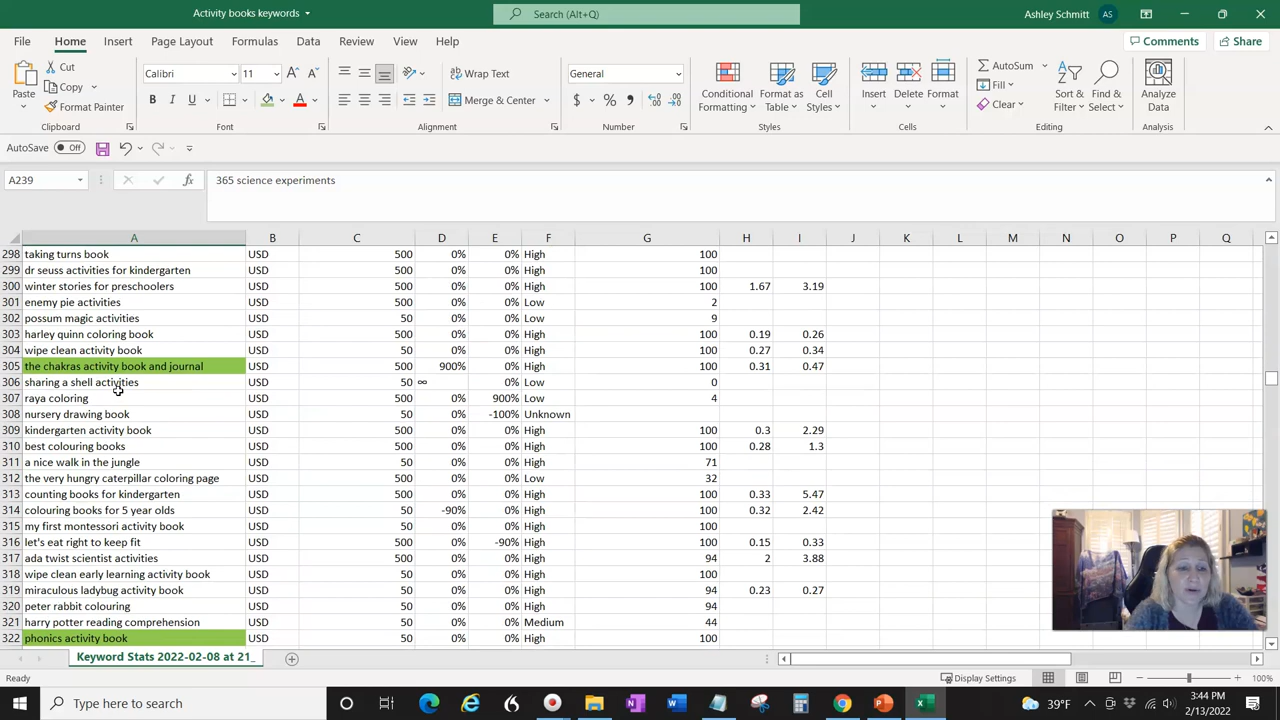 Activity books keywords
Search (Alt+Q)
Ashley Schmitt AS
File Home Insert Page Layout Formulas Data Review View Help Comments Share
Paste Cut Copy Format Painter Clipboard
Calibri 11 B I U A Font
Wrap Text Merge & Center Alignment
General $ % Number
Conditional Formatting Format as Table Cell Styles Styles
Insert Delete Format Cells
AutoSum Fill Clear Sort & Filter Find & Select Editing
Analyze Data Analysis
AutoSave Off
A239 fx 365 science experiments
A B C D E F G H I J K L M N O P Q
298 taking turns book USD 500 0% 0% High 100
299 dr seuss activities for kindergarten USD 500 0% 0% High 100
300 winter stories for preschoolers USD 500 0% 0% High 100 1.67 3.19
301 enemy pie activities USD 500 0% 0% Low 2
302 possum magic activities USD 50 0% 0% Low 9
303 harley quinn coloring book USD 500 0% 0% High 100 0.19 0.26
304 wipe clean activity book USD 50 0% 0% High 100 0.27 0.34
305 the chakras activity book and journal USD 500 900% 0% High 100 0.31 0.47
306 sharing a shell activities USD 50 ∞ 0% Low 0
307 raya coloring USD 500 0% 900% Low 4
308 nursery drawing book USD 50 0% -100% Unknown
309 kindergarten activity book USD 500 0% 0% High 100 0.3 2.29
310 best colouring books USD 500 0% 0% High 100 0.28 1.3
311 a nice walk in the jungle USD 50 0% 0% High 71
312 the very hungry caterpillar coloring page USD 500 0% 0% Low 32
313 counting books for kindergarten USD 500 0% 0% High 100 0.33 5.47
314 colouring books for 5 year olds USD 50 -90% 0% High 100 0.32 2.42
315 my first montessori activity book USD 50 0% 0% High 100
316 let's eat right to keep fit USD 50 0% -90% High 100 0.15 0.33
317 ada twist scientist activities USD 500 0% 0% High 94 2 3.88
318 wipe clean early learning activity book USD 50 0% 0% High 100
319 miraculous ladybug activity book USD 50 0% 0% High 94 0.23 0.27
320 peter rabbit colouring USD 50 0% 0% High 94
321 harry potter reading comprehension USD 50 0% 0% Medium 44
322 phonics activity book USD 50 0% 0% High 100
Keyword Stats 2022-02-08 at 21_
Ready Display Settings 100%
Type here to search 39°F 3:44 PM
2/13/2022